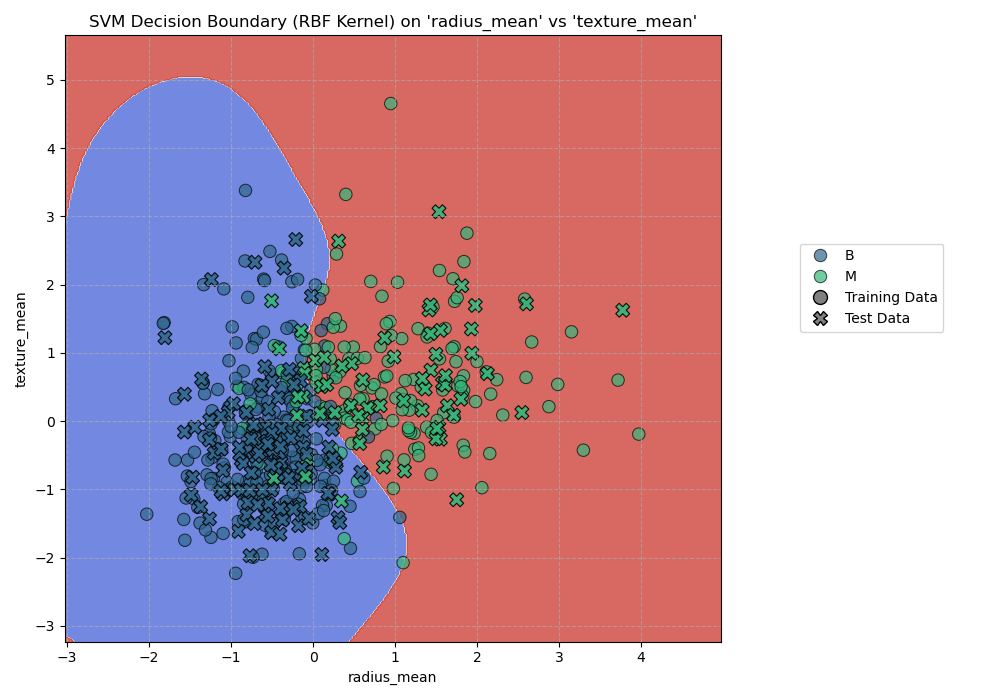 SVM Decision Boundary (RBF Kernel) on 'radius_mean' vs 'texture_mean'
texture_mean
5
4
3
2
1
0
−1
−2
−3
−3 −2 −1 0 1 2 3 4
radius_mean
B
M
Training Data
Test Data